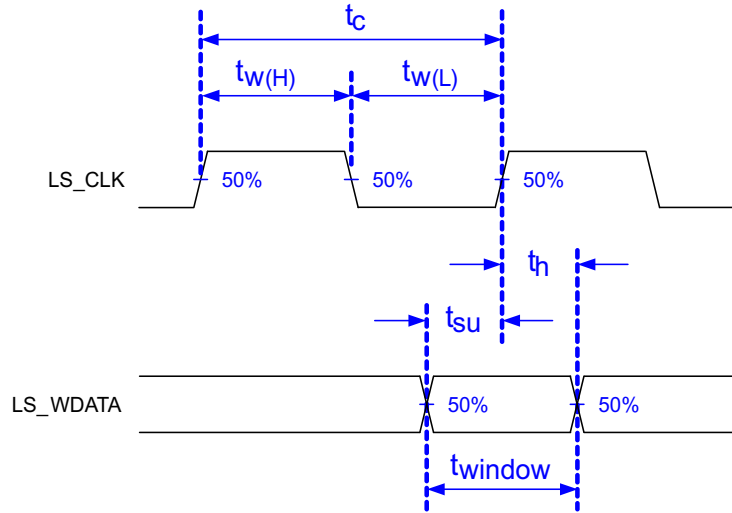 tc
tw(H)
tw(L)
LS_CLK
50%
50%
50%
th
tsu
LS_WDATA
50%
50%
twindow